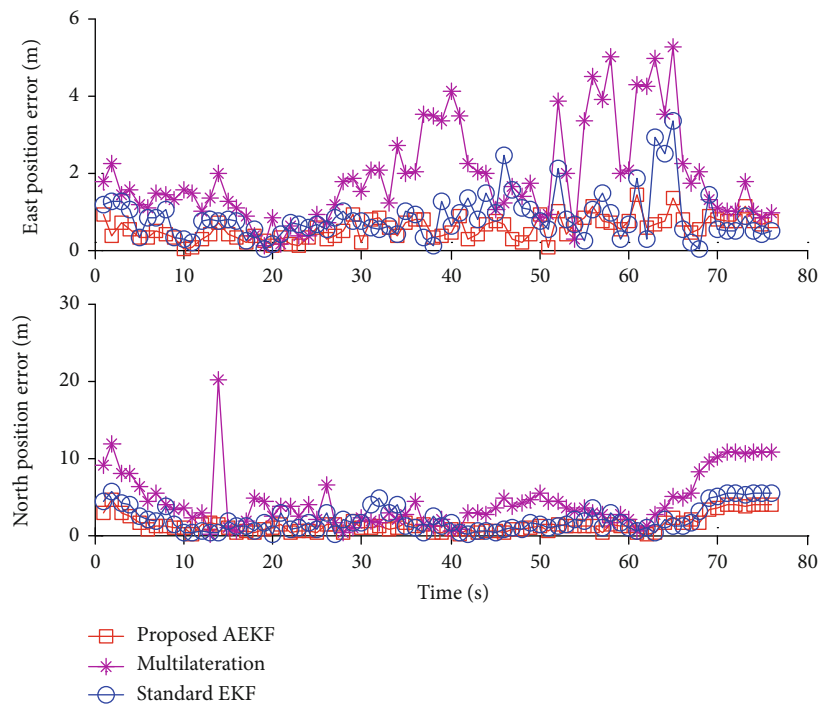 East position error (m)
6
4
2
0
0 10 20 30 40 50 60 70 80
North position error (m)
30
20
10
0
0 10 20 30 40 50 60 70 80
Time (s)
Proposed AEKF
Multilateration
Standard EKF